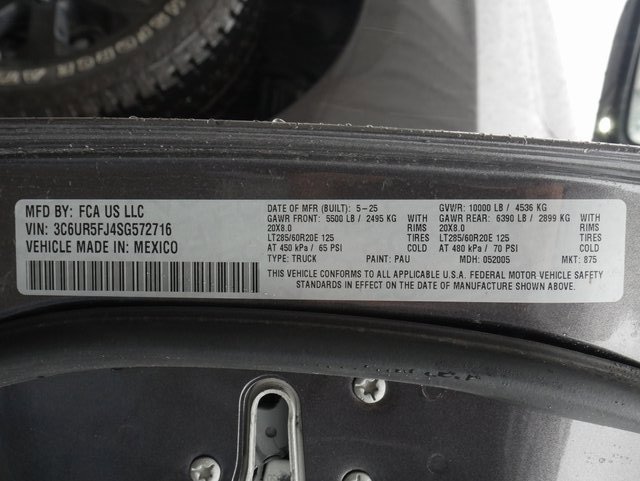 MFD BY: FCA US LLC
VIN: 3C6UR5FJ4SG572716
VEHICLE MADE IN: MEXICO
DATE OF MFR (BUILT): 5-25
GAWR FRONT: 5500 LB / 2495 KG WITH
20X8.0 RIMS
LT285/60R20E 125 TIRES
AT 450 kPa / 65 PSI COLD
TYPE: TRUCK PAINT: PAU
GVWR: 10000 LB / 4536 KG
GAWR REAR: 6390 LB / 2899 KG WITH
20X8.0 RIMS
LT285/60R20E 125 TIRES
AT 480 kPa / 70 PSI COLD
MDH: 052005 MKT: 875
THIS VEHICLE CONFORMS TO ALL APPLICABLE U.S.A. FEDERAL MOTOR VEHICLE SAFETY
STANDARDS IN EFFECT ON THE DATE OF MANUFACTURE SHOWN ABOVE.